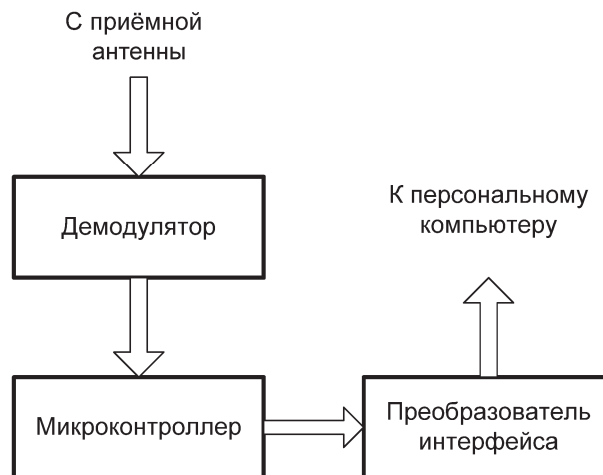 С приёмной
антенны
Демодулятор
К персональному
компьютеру
Микроконтроллер
Преобразователь
интерфейса